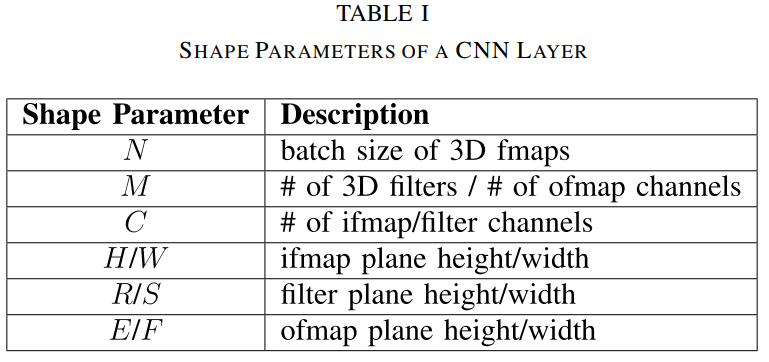 TABLE I
SHAPE PARAMETERS OF A CNN LAYER
Shape Parameter Description
N batch size of 3D fmaps
M # of 3D filters / # of ofmap channels
C # of ifmap/filter channels
H/W ifmap plane height/width
R/S filter plane height/width
E/F ofmap plane height/width